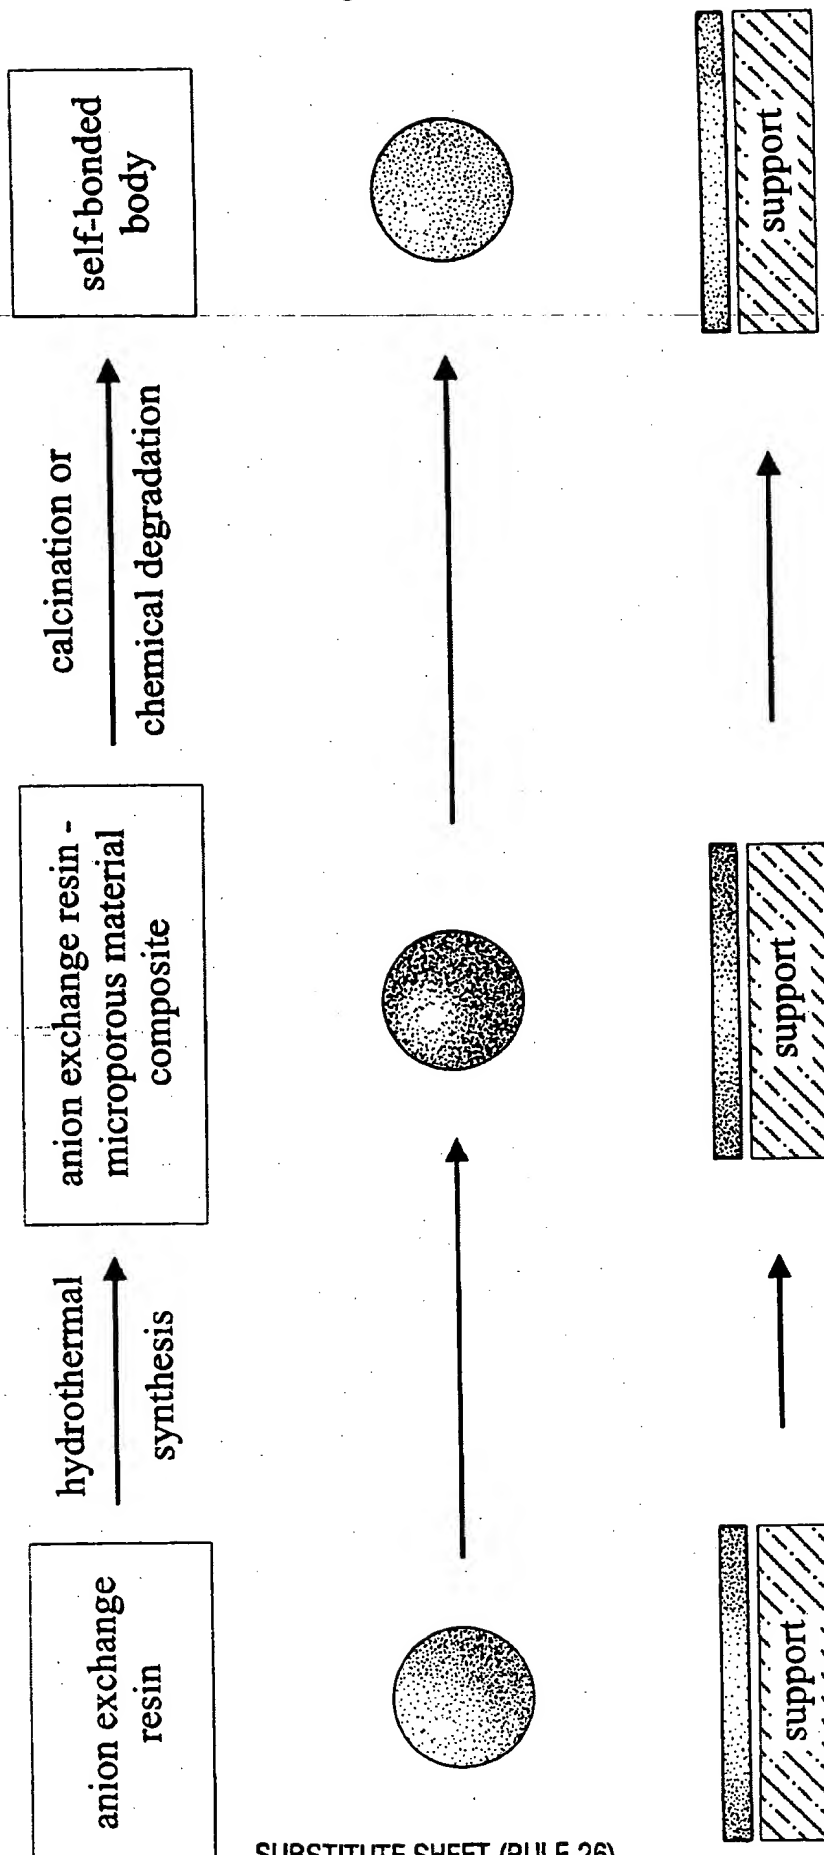 anion exchange
resin
hydrothermal
synthesis
anion exchange resin -
microporous material
composite
calcination or
chemical degradation
self-bonded
body
support
support
support
SUBSTITUTE SHEET (RULE 26)